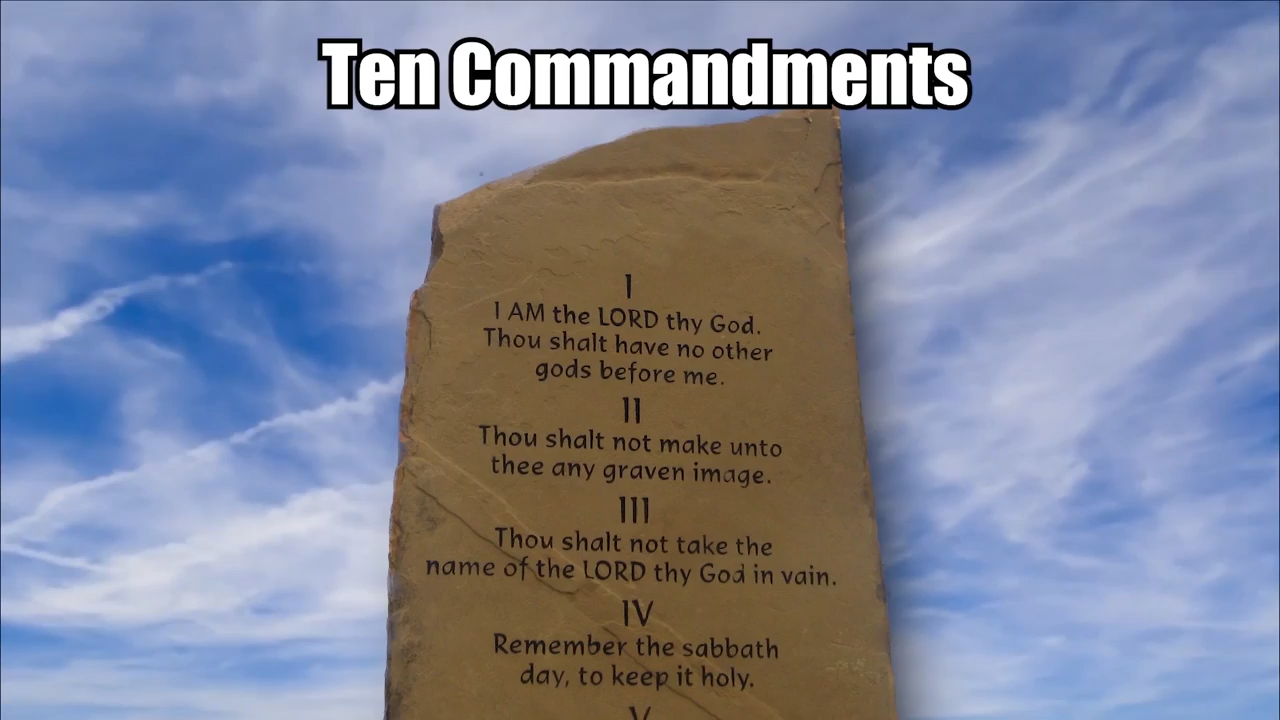 Ten Commandments
I
I AM the LORD thy God.
Thou shalt have no other
gods before me.
II
Thou shalt not make unto
thee any graven image.
III
Thou shalt not take the
name of the LORD thy God in vain.
IV
Remember the sabbath
day, to keep it holy.
V